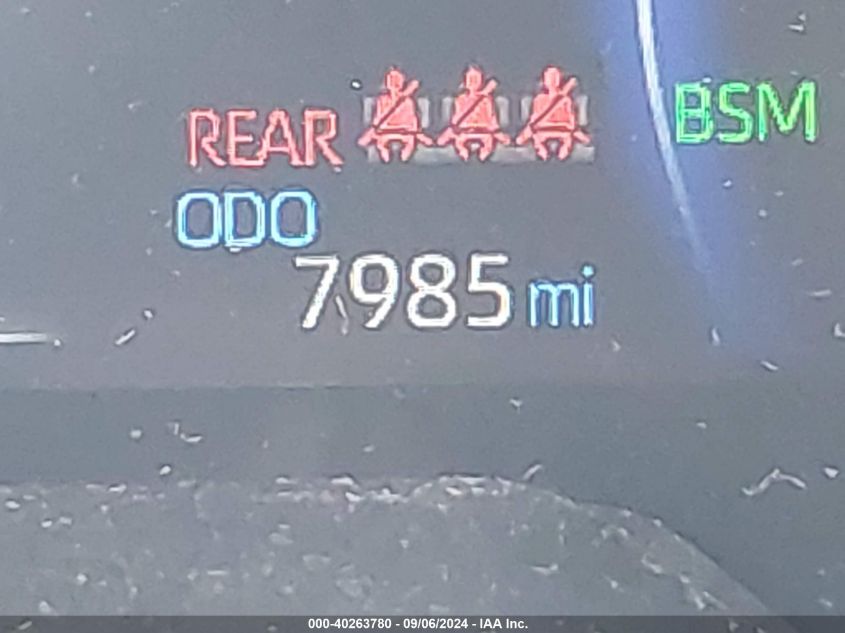 REAR BSM
ODO
7985 mi
000-40263780 - 09/06/2024 - IAA Inc.